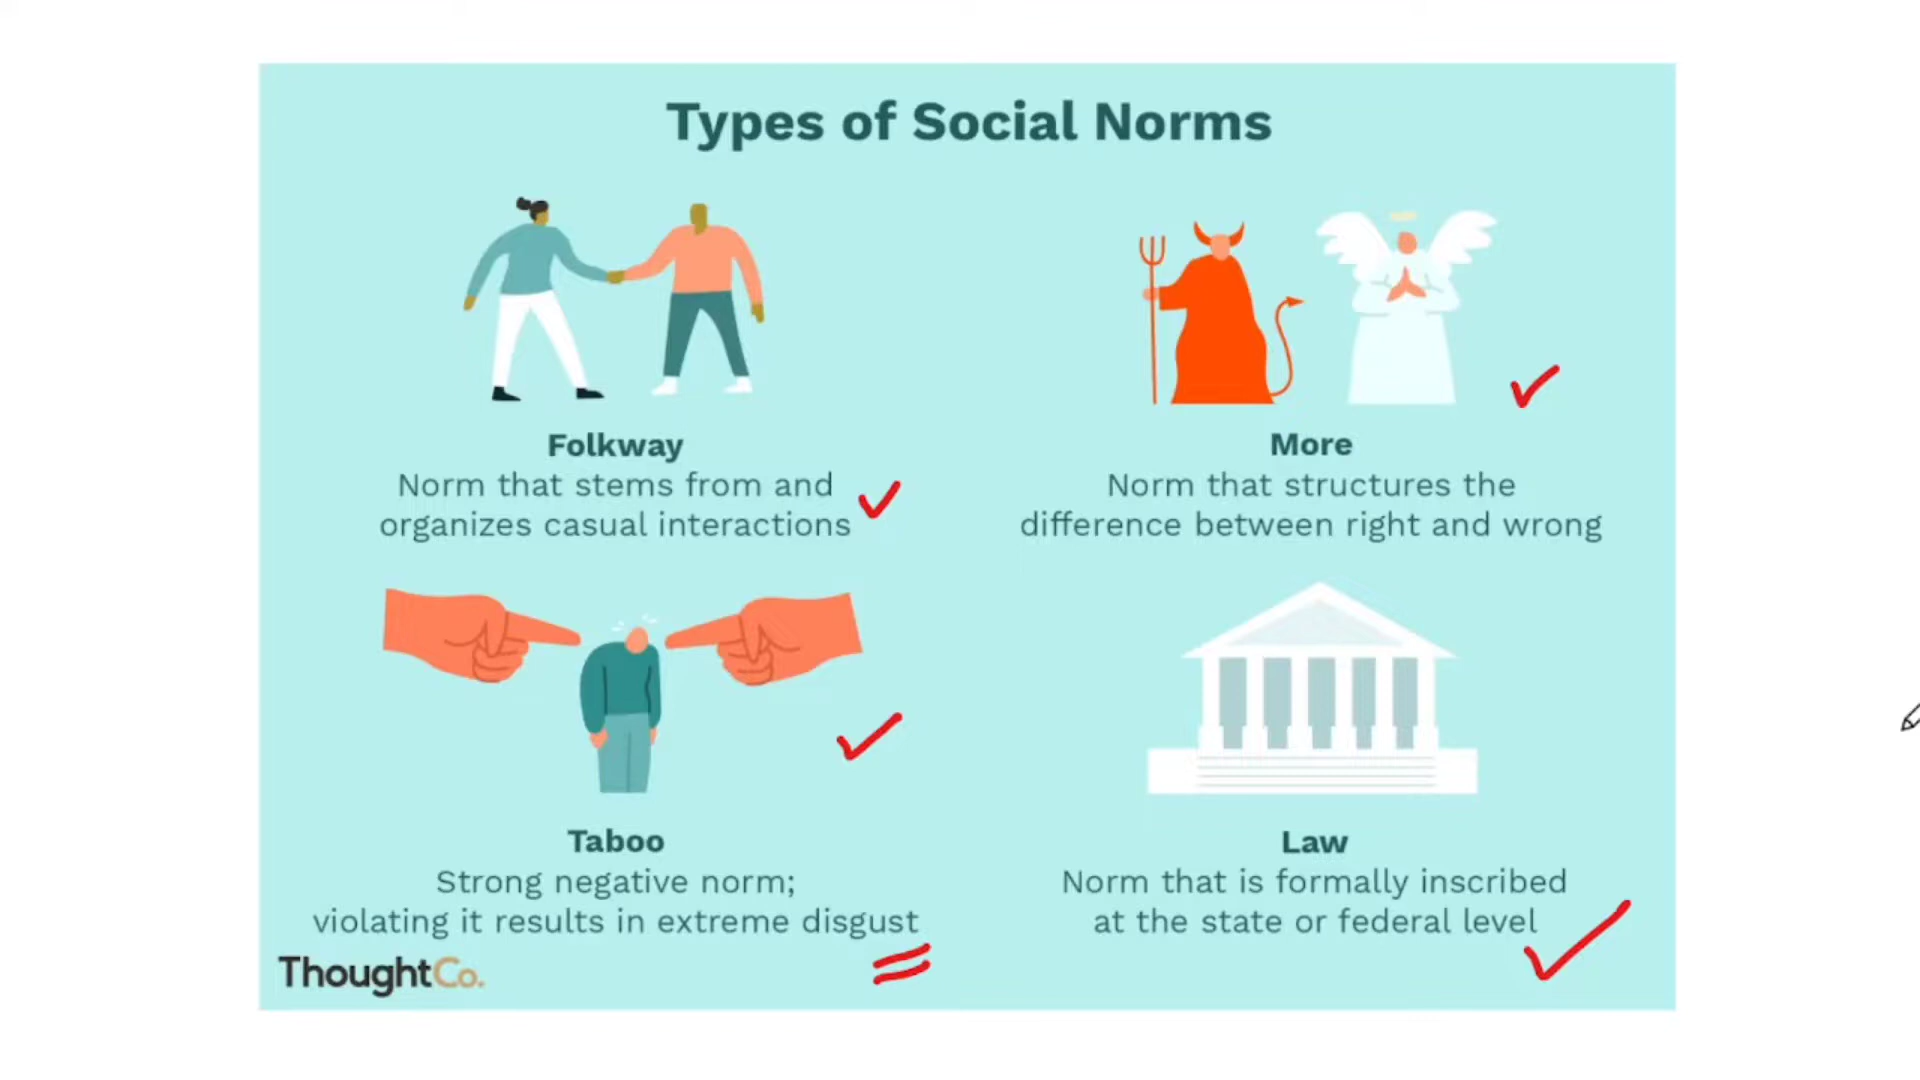 Types of Social Norms
Folkway
Norm that stems from and
organizes casual interactions
More
Norm that structures the
difference between right and wrong
Taboo
Strong negative norm;
violating it results in extreme disgust
Law
Norm that is formally inscribed
at the state or federal level
ThoughtCo.